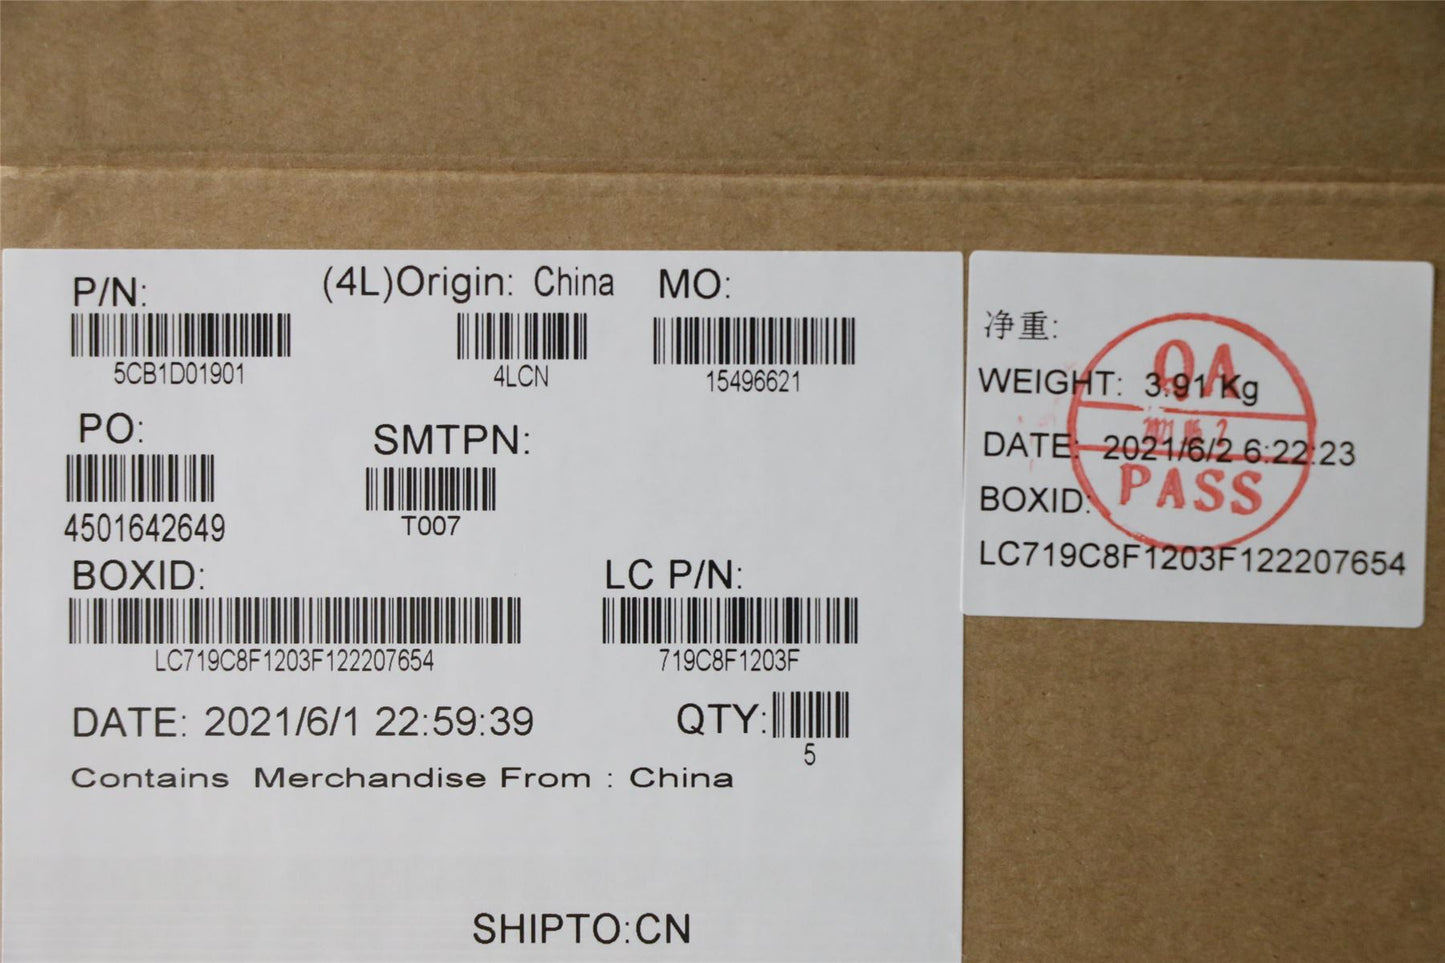 P/N:
(4L)Origin: China
MO:
5CB1D01901
4LCN
15496621
PO:
SMTPN:
4501642649
T007
BOXID:
LC P/N:
LC719C8F1203F122207654
719C8F1203F
DATE: 2021/6/1 22:59:39
QTY:
5
Contains Merchandise From : China
SHIPTO:CN
净重:
WEIGHT: 3.91 Kg
DATE: 2021/6/2 6:22:23
BOXID:
LC719C8F1203F122207654
QA
PASS